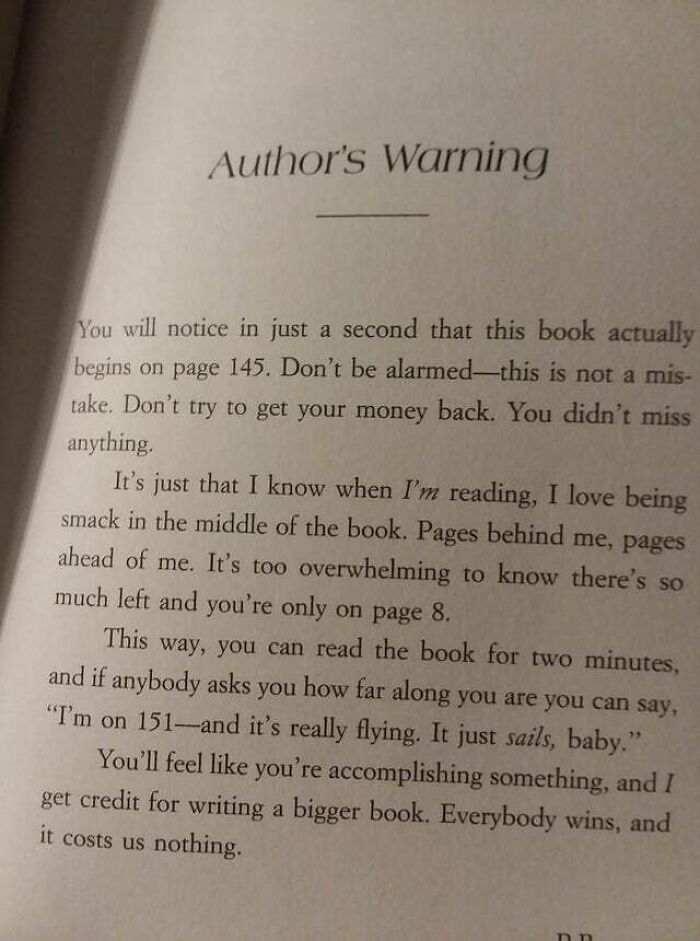 Author's Warning
You will notice in just a second that this book actually
begins on page 145. Don't be alarmed—this is not a mis-
take. Don't try to get your money back. You didn't miss
anything.
It's just that I know when I'm reading, I love being
smack in the middle of the book. Pages behind me, pages
ahead of me. It's too overwhelming to know there's so
much left and you're only on page 8.
This way, you can read the book for two minutes,
and if anybody asks you how far along you are you can say,
“I'm on 151—and it's really flying. It just sails, baby.”
You'll feel like you're accomplishing something, and I
get credit for writing a bigger book. Everybody wins, and
it costs us nothing.